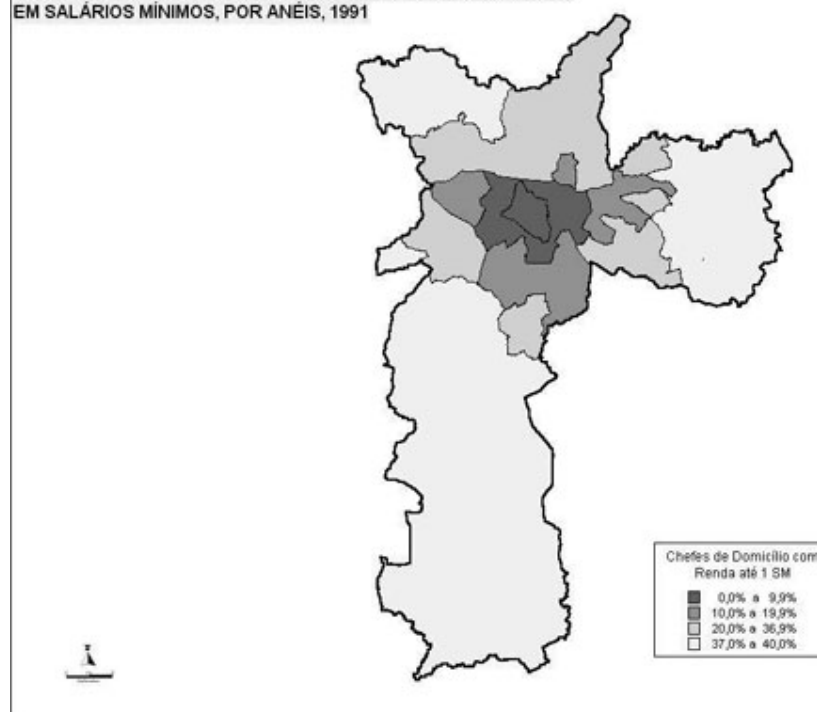 EM SALÁRIOS MÍNIMOS, POR ANÉIS, 1991
Chefes de Domicílio com
Renda até 1 SM
0,0% a 9,9%
10,0% a 19,9%
20,0% a 36,9%
37,0% a 40,0%